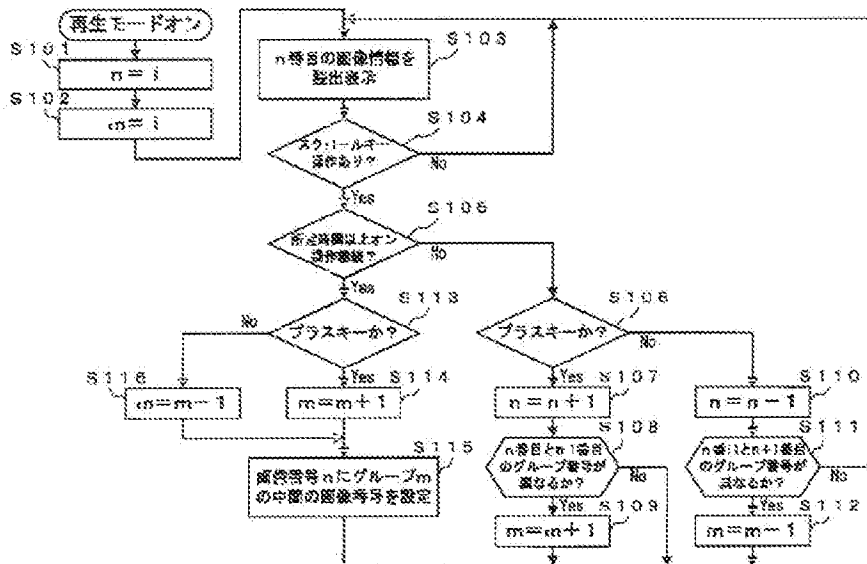 再生モードオン
S101
n=i
S102
m=i
S103
n番目の画像情報を
読出表示
S104
スクロールキー
操作あり?
No
Yes
S105
所定時間以上オン
操作継続?
No
Yes
S113
プラスキーか?
No
Yes
S106
プラスキーか?
No
Yes
S116
m=m-1
S114
m=m+1
S107
n=n+1
S110
n=n-1
S115
画像番号nにグループm
の中間の画像番号を設定
S108
n番目とn-1番目
のグループ番号が
異なるか?
No
Yes
S111
n番目とn+1番目
のグループ番号が
異なるか?
No
Yes
S109
m=m+1
S112
m=m-1